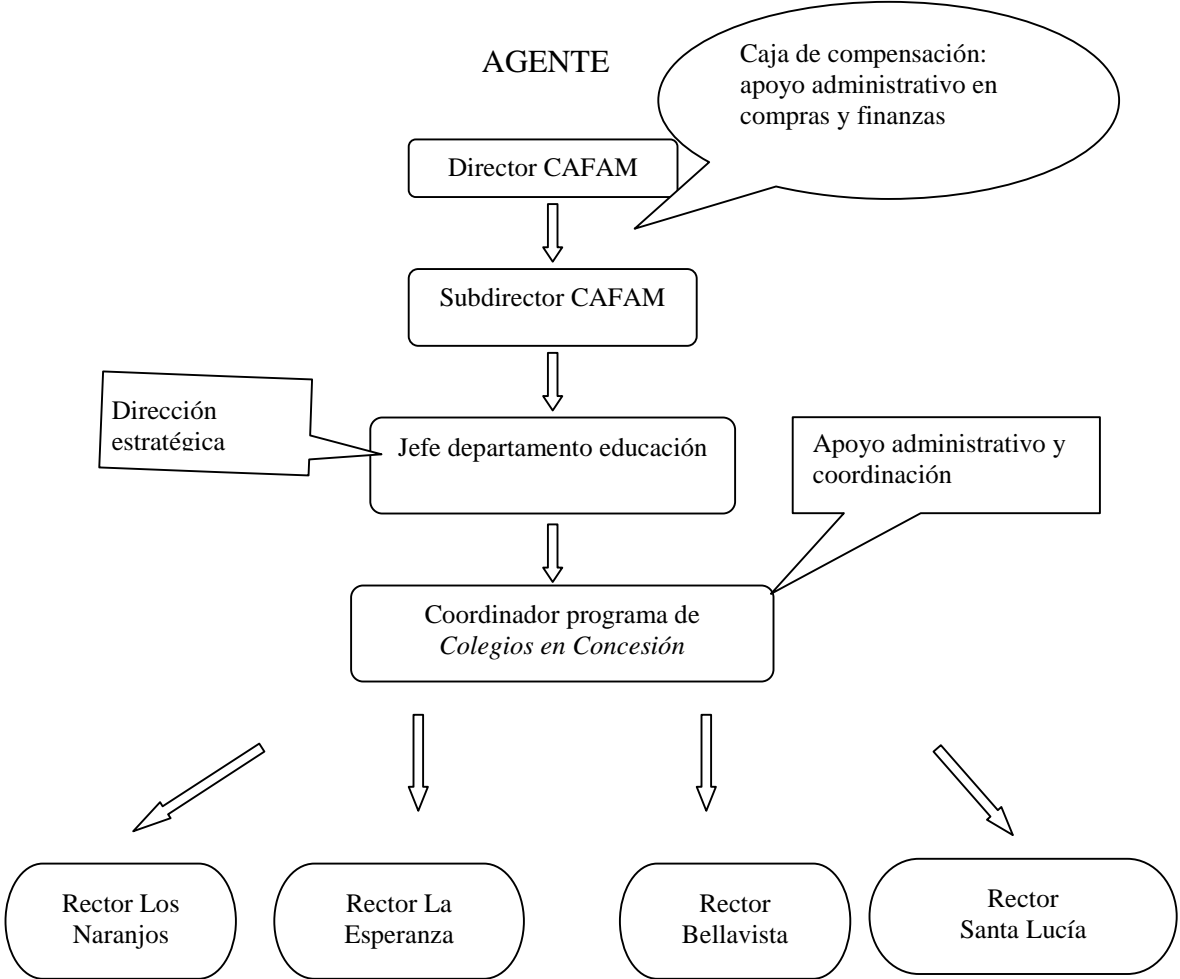 AGENTE
Caja de compensación:
apoyo administrativo en
compras y finanzas
Director CAFAM
Subdirector CAFAM
Dirección
estratégica
Jefe departamento educación
Apoyo administrativo y
coordinación
Coordinador programa de
Colegios en Concesión
Rector Los
Naranjos
Rector La
Esperanza
Rector
Bellavista
Rector
Santa Lucía